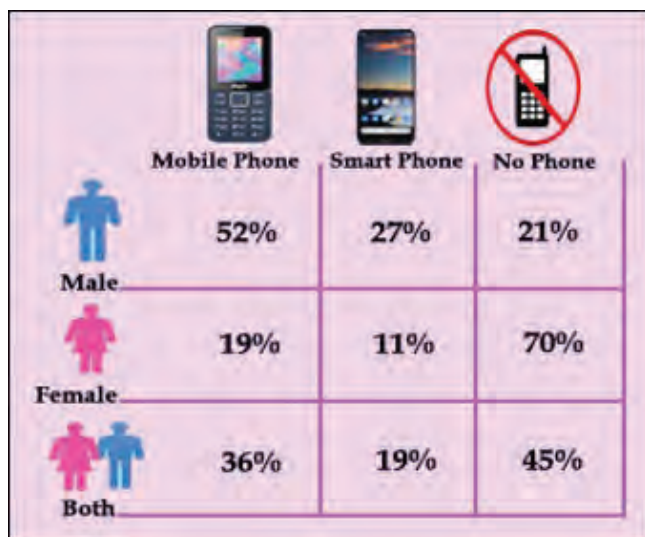 Mobile Phone Smart Phone No Phone
52% 27% 21%
Male
19% 11% 70%
Female
36% 19% 45%
Both